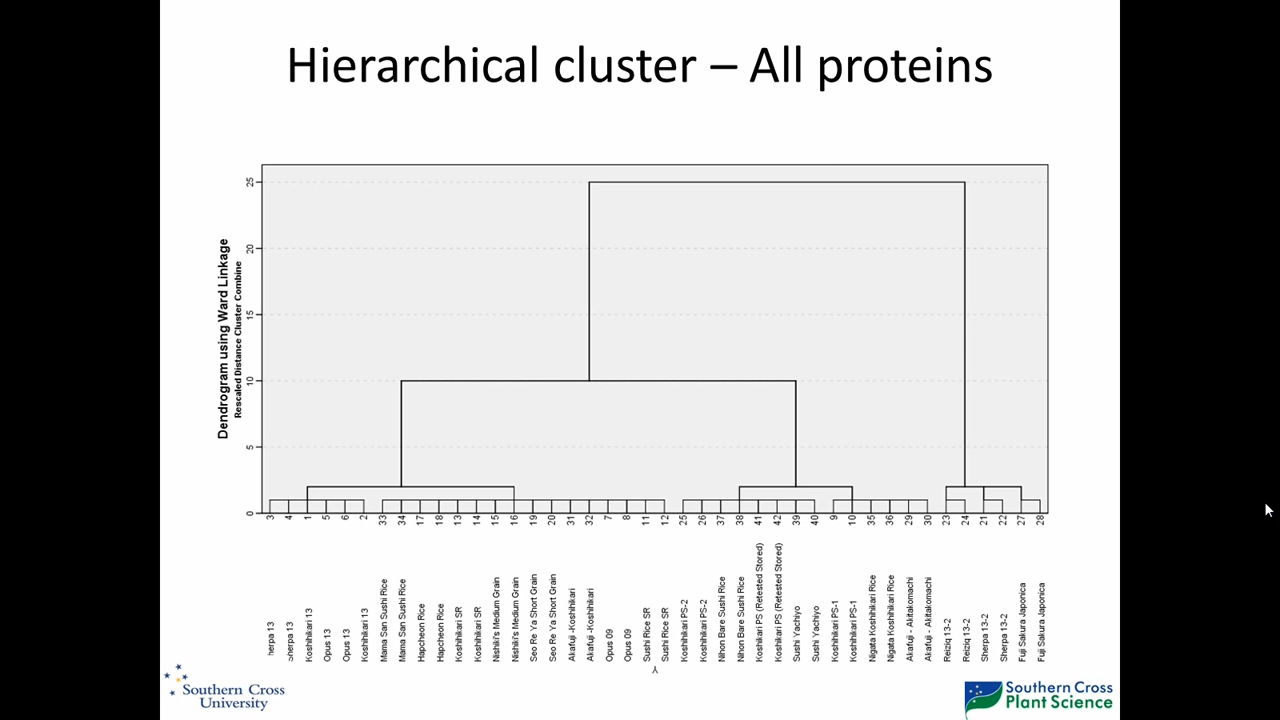 Hierarchical cluster – All proteins
Dendrogram using Ward Linkage
Rescaled Distance Cluster Combine
25
20
15
10
5
0
3
4
1
5
6
2
33
34
17
18
13
14
15
16
19
20
31
32
7
8
11
12
25
26
37
38
41
42
39
40
9
10
35
36
29
30
23
24
21
22
27
28
herpa 13
herpa 13
Koshihikari 13
Opus 13
Opus 13
Koshihikari 13
Mama San Sushi Rice
Mama San Sushi Rice
Hapcheon Rice
Hapcheon Rice
Koshihikari SR
Koshihikari SR
Nishiki's Medium Grain
Nishiki's Medium Grain
Seo Re Ya Short Grain
Seo Re Ya Short Grain
Akafuji -Koshihikari
Akafuji -Koshihikari
Opus 09
Opus 09
Sushi Rice SR
Sushi Rice SR
Koshihikari PS-2
Koshihikari PS-2
Nihon Bare Sushi Rice
Nihon Bare Sushi Rice
Koshikari PS (Retested Stored)
Koshikari PS (Retested Stored)
Sushi Yachiyo
Sushi Yachiyo
Koshihikari PS-1
Koshihikari PS-1
Nigata Koshihikari Rice
Nigata Koshihikari Rice
Akafuji - Akitakomachi
Akafuji - Akitakomachi
Reiziq 13-2
Reiziq 13-2
Sherpa 13-2
Sherpa 13-2
Fuji Sakura Japonica
Fuji Sakura Japonica
Southern Cross
University
Southern Cross
Plant Science